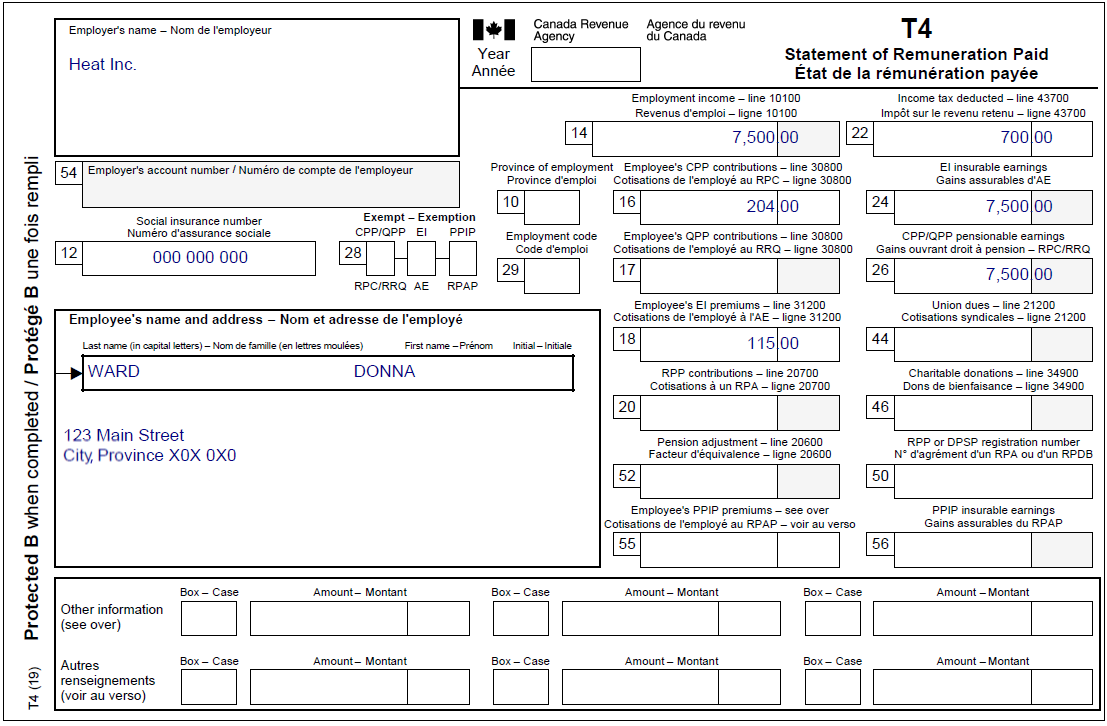 Employer's name – Nom de l'employeur
Heat Inc.
Canada Revenue Agency
Agence du revenu du Canada
Year
Année
T4
Statement of Remuneration Paid
État de la rémunération payée
Employment income – line 10100
Revenus d'emploi – ligne 10100
14 7,500.00
Income tax deducted – line 43700
Impôt sur le revenu retenu – ligne 43700
22 700.00
54 Employer's account number / Numéro de compte de l'employeur
Province of employment
Province d'emploi
10
Employee's CPP contributions – line 30800
Cotisations de l'employé au RPC – ligne 30800
16 204.00
EI insurable earnings
Gains assurables d'AE
24 7,500.00
Social insurance number
Numéro d'assurance sociale
12 000 000 000
Exempt – Exemption
CPP/QPP EI PPIP
28
RPC/RRQ AE RPAP
Employment code
Code d'emploi
29
Employee's QPP contributions – line 30800
Cotisations de l'employé au RRQ – ligne 30800
17
CPP/QPP pensionable earnings
Gains ouvrant droit à pension – RPC/RRQ
26 7,500.00
Employee's name and address – Nom et adresse de l'employé
Last name (in capital letters) – Nom de famille (en lettres moulées) First name – Prénom Initial – Initiale
WARD DONNA
123 Main Street
City, Province X0X 0X0
Employee's EI premiums – line 31200
Cotisations de l'employé à l'AE – ligne 31200
18 115.00
Union dues – line 21200
Cotisations syndicales – ligne 21200
44
RPP contributions – line 20700
Cotisations à un RPA – ligne 20700
20
Charitable donations – line 34900
Dons de bienfaisance – ligne 34900
46
Pension adjustment – line 20600
Facteur d'équivalence – ligne 20600
52
RPP or DPSP registration number
N° d'agrément d'un RPA ou d'un RPDB
50
Employee's PPIP premiums – see over
Cotisations de l'employé au RPAP – voir au verso
55
PPIP insurable earnings
Gains assurables du RPAP
56
Other information
(see over)
Box – Case Amount – Montant Box – Case Amount – Montant Box – Case Amount – Montant
Autres
renseignements
(voir au verso)
Box – Case Amount – Montant Box – Case Amount – Montant Box – Case Amount – Montant
Protected B when completed / Protégé B une fois rempli
T4 (19)